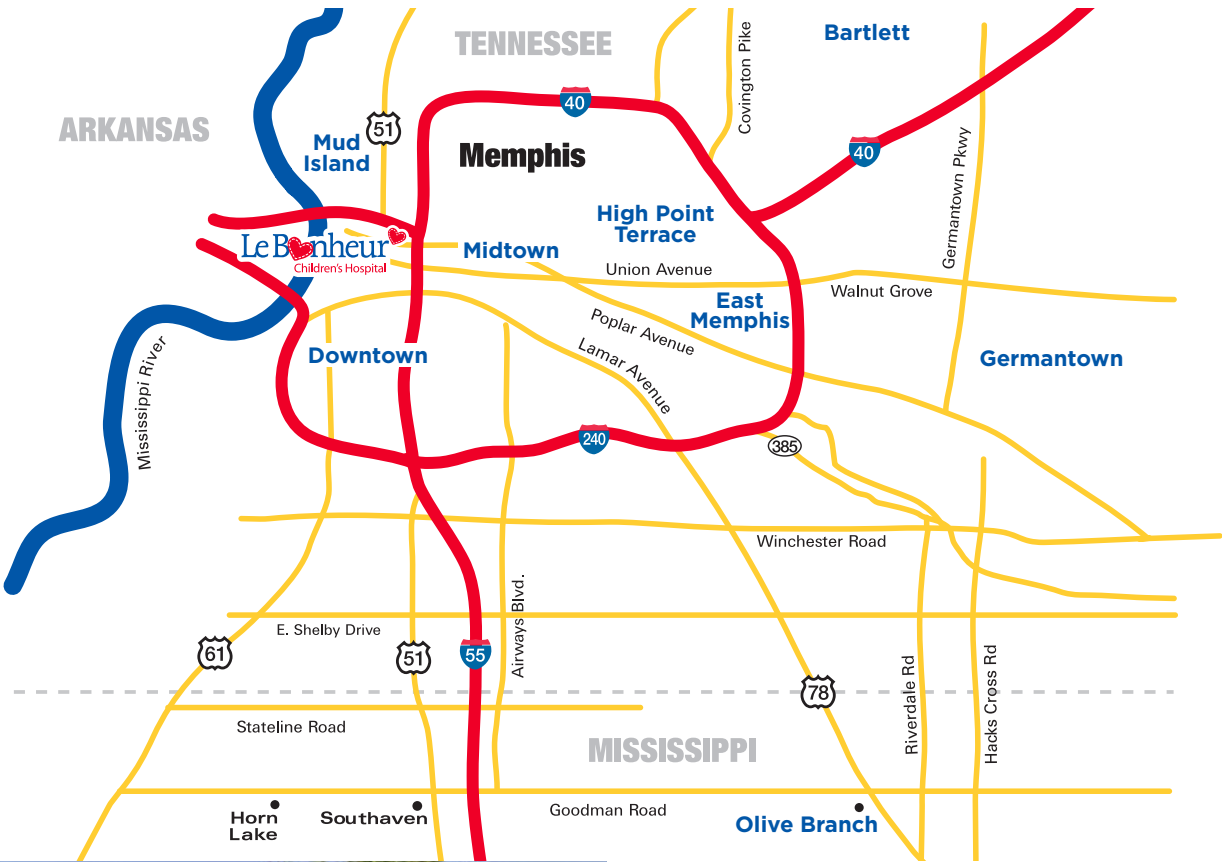 TENNESSEE
Covington Pike
Bartlett
ARKANSAS
51
40
Mud
Island
Memphis
40
Germantown Pkwy
High Point
Terrace
Le Bonheur
Children's Hospital
Midtown
Union Avenue
Walnut Grove
East
Memphis
Poplar Avenue
Lamar Avenue
Downtown
Germantown
Mississippi River
240
385
Winchester Road
Airways Blvd.
E. Shelby Drive
61
51
55
78
Riverdale Rd
Hacks Cross Rd
Stateline Road
MISSISSIPPI
Goodman Road
Horn
Lake
Southaven
Olive Branch